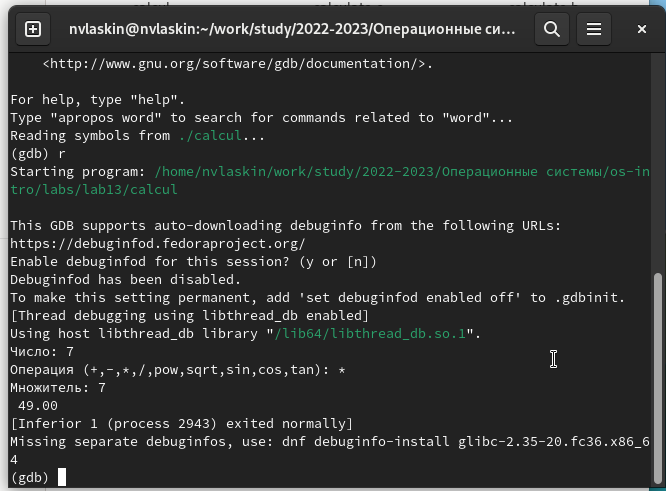 nvlaskin@nvlaskin:~/work/study/2022-2023/Операционные си...
<http://www.gnu.org/software/gdb/documentation/>.
For help, type "help".
Type "apropos word" to search for commands related to "word"...
Reading symbols from ./calcul...
(gdb) r
Starting program: /home/nvlaskin/work/study/2022-2023/Операционные системы/os-in
tro/labs/lab13/calcul
This GDB supports auto-downloading debuginfo from the following URLs:
https://debuginfod.fedoraproject.org/
Enable debuginfod for this session? (y or [n])
Debuginfod has been disabled.
To make this setting permanent, add 'set debuginfod enabled off' to .gdbinit.
[Thread debugging using libthread_db enabled]
Using host libthread_db library "/lib64/libthread_db.so.1".
Число: 7
Операция (+,-,*,/,pow,sqrt,sin,cos,tan): *
Множитель: 7
49.00
[Inferior 1 (process 2943) exited normally]
Missing separate debuginfos, use: dnf debuginfo-install glibc-2.35-20.fc36.x86_6
4
(gdb)